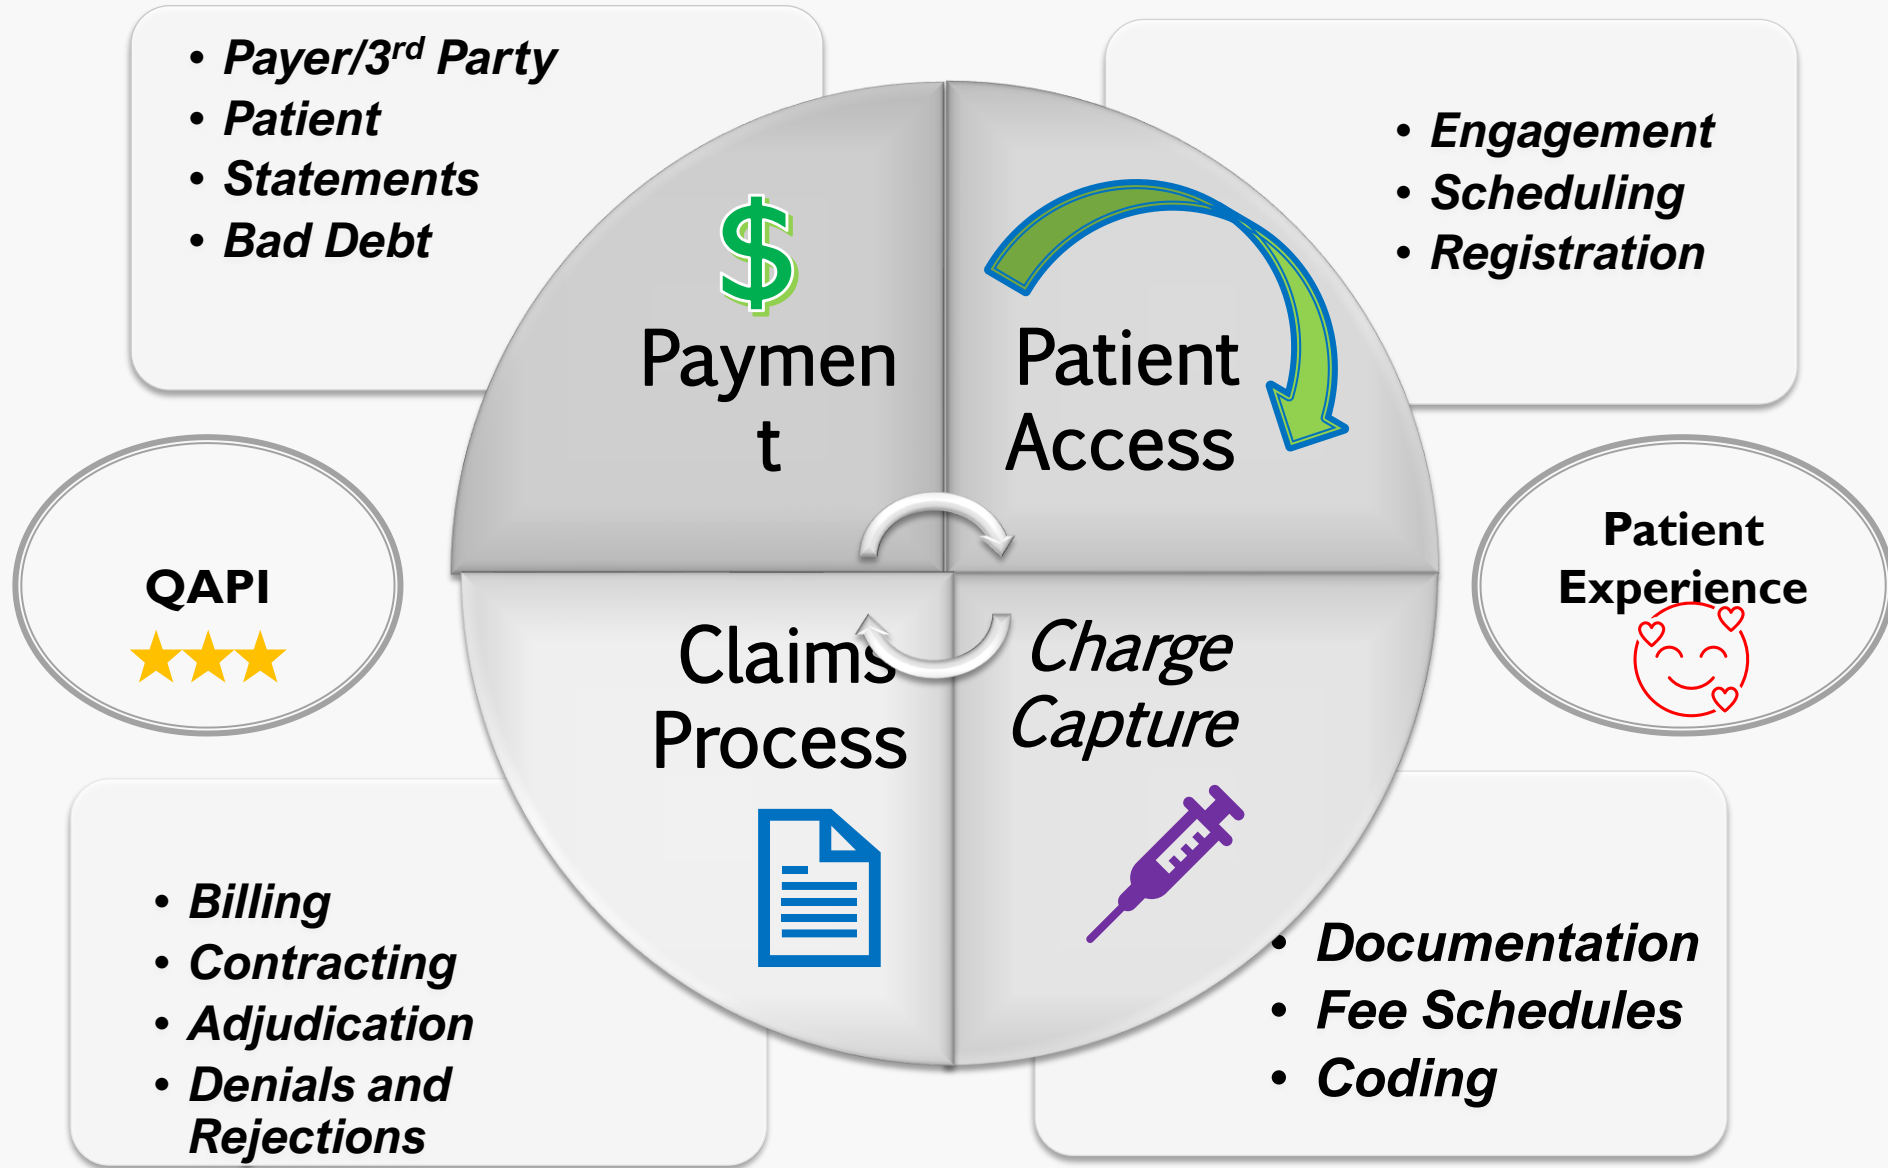 • Payer/3rd Party
• Patient
• Statements
• Bad Debt
• Engagement
• Scheduling
• Registration
$
Paymen
t
Patient
Access
QAPI
Patient
Experience
Claims
Process
Charge
Capture
• Billing
• Contracting
• Adjudication
• Denials and
Rejections
• Documentation
• Fee Schedules
• Coding